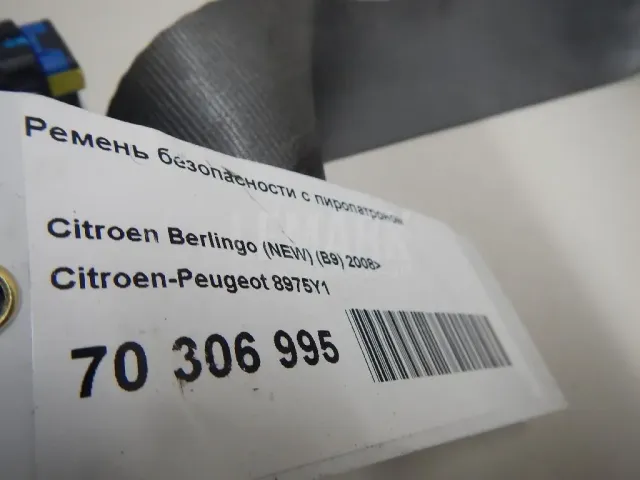 Ремень безопасности с пиропатроном
Citroen Berlingo (NEW) (B9) 2008>
Citroen-Peugeot 8975Y1
70 306 995